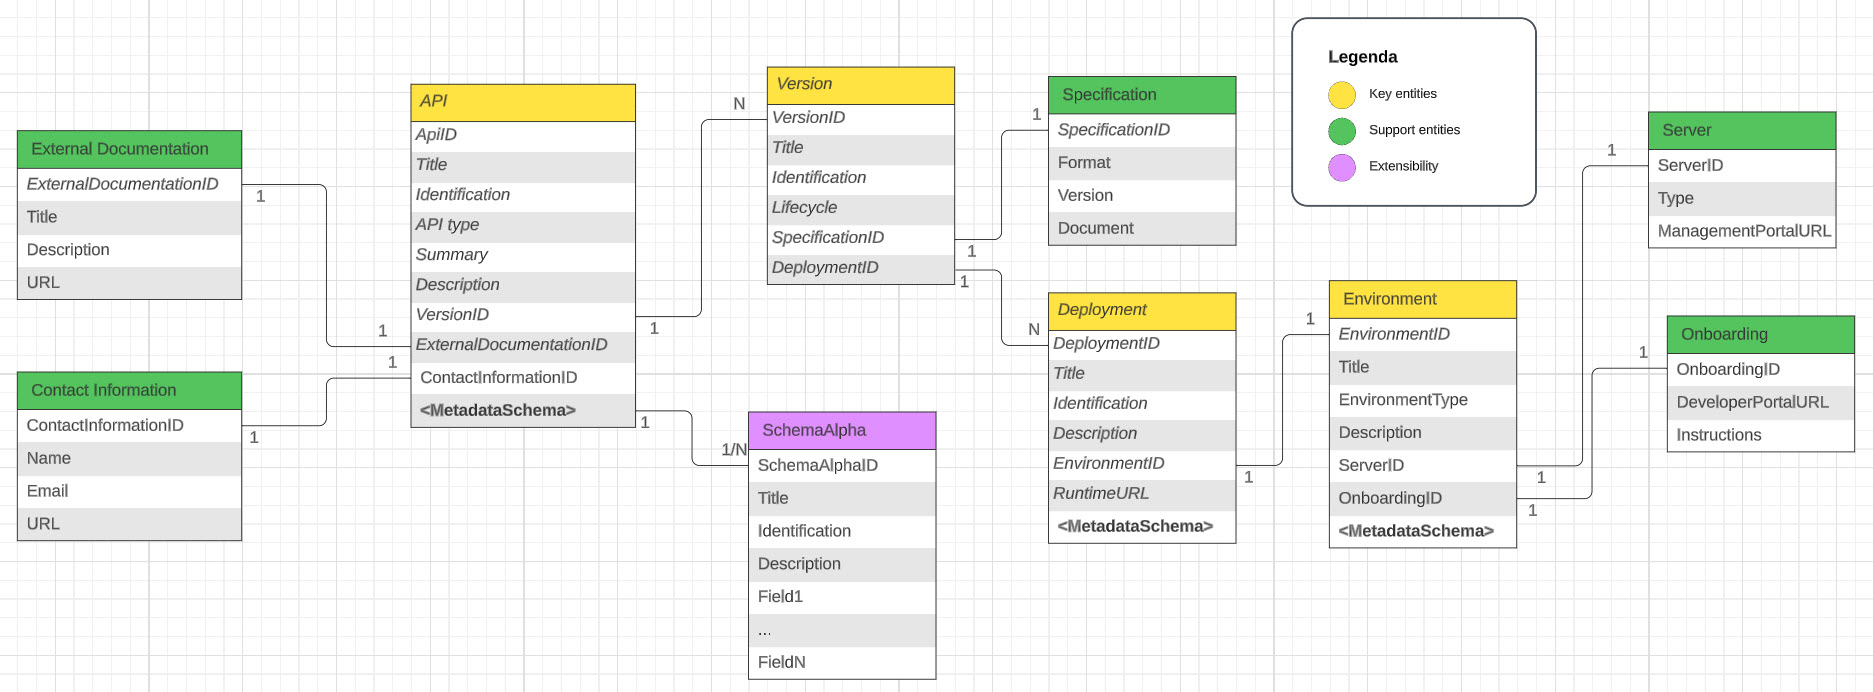 External Documentation
ExternalDocumentationID
Title
Description
URL
1
1
Contact Information
ContactInformationID
Name
Email
URL
1
1
API
ApiID
Title
Identification
API type
Summary
Description
VersionID
ExternalDocumentationID
ContactInformationID
<MetadataSchema>
1
N
1
1/N
Version
VersionID
Title
Identification
Lifecycle
SpecificationID
DeploymentID
1
1
1
N
SchemaAlpha
SchemaAlphaID
Title
Identification
Description
Field1
...
FieldN
Specification
SpecificationID
Format
Version
Document
Deployment
DeploymentID
Title
Identification
Description
EnvironmentID
RuntimeURL
<MetadataSchema>
1
1
Legenda
Key entities
Support entities
Extensibility
Environment
EnvironmentID
Title
EnvironmentType
Description
ServerID
OnboardingID
<MetadataSchema>
1
1
1
1
Server
ServerID
Type
ManagementPortalURL
Onboarding
OnboardingID
DeveloperPortalURL
Instructions